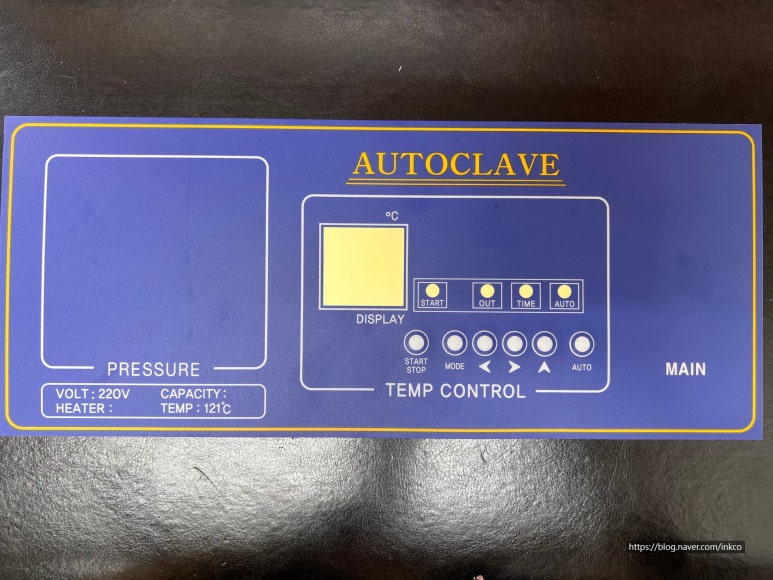 AUTOCLAVE
°C
START OUT TIME AUTO
DISPLAY
START
STOP
MODE
AUTO
TEMP CONTROL
PRESSURE
VOLT : 220V CAPACITY :
HEATER : TEMP : 121℃
MAIN
https://blog.naver.com/inkco